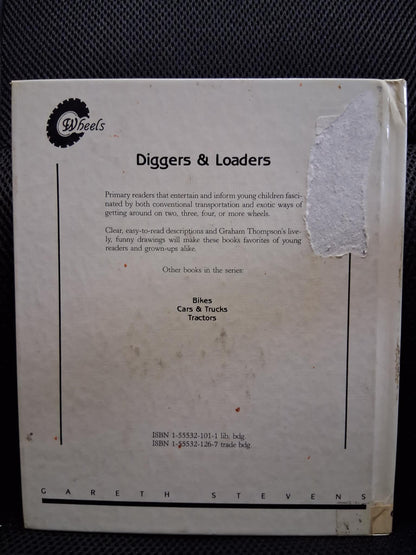 Wheels
Diggers & Loaders
Primary readers that entertain and inform young children fasci-
nated by both conventional transportation and exotic ways of
getting around on two, three, four, or more wheels.
Clear, easy-to-read descriptions and Graham Thompson's live-
ly, funny drawings will make these books favorites of young
readers and grown-ups alike.
Other books in the series:
Bikes
Cars & Trucks
Tractors
ISBN 1-55532-101-1 lib. bdg.
ISBN 1-55532-126-7 trade bdg.
GARETH STEVENS